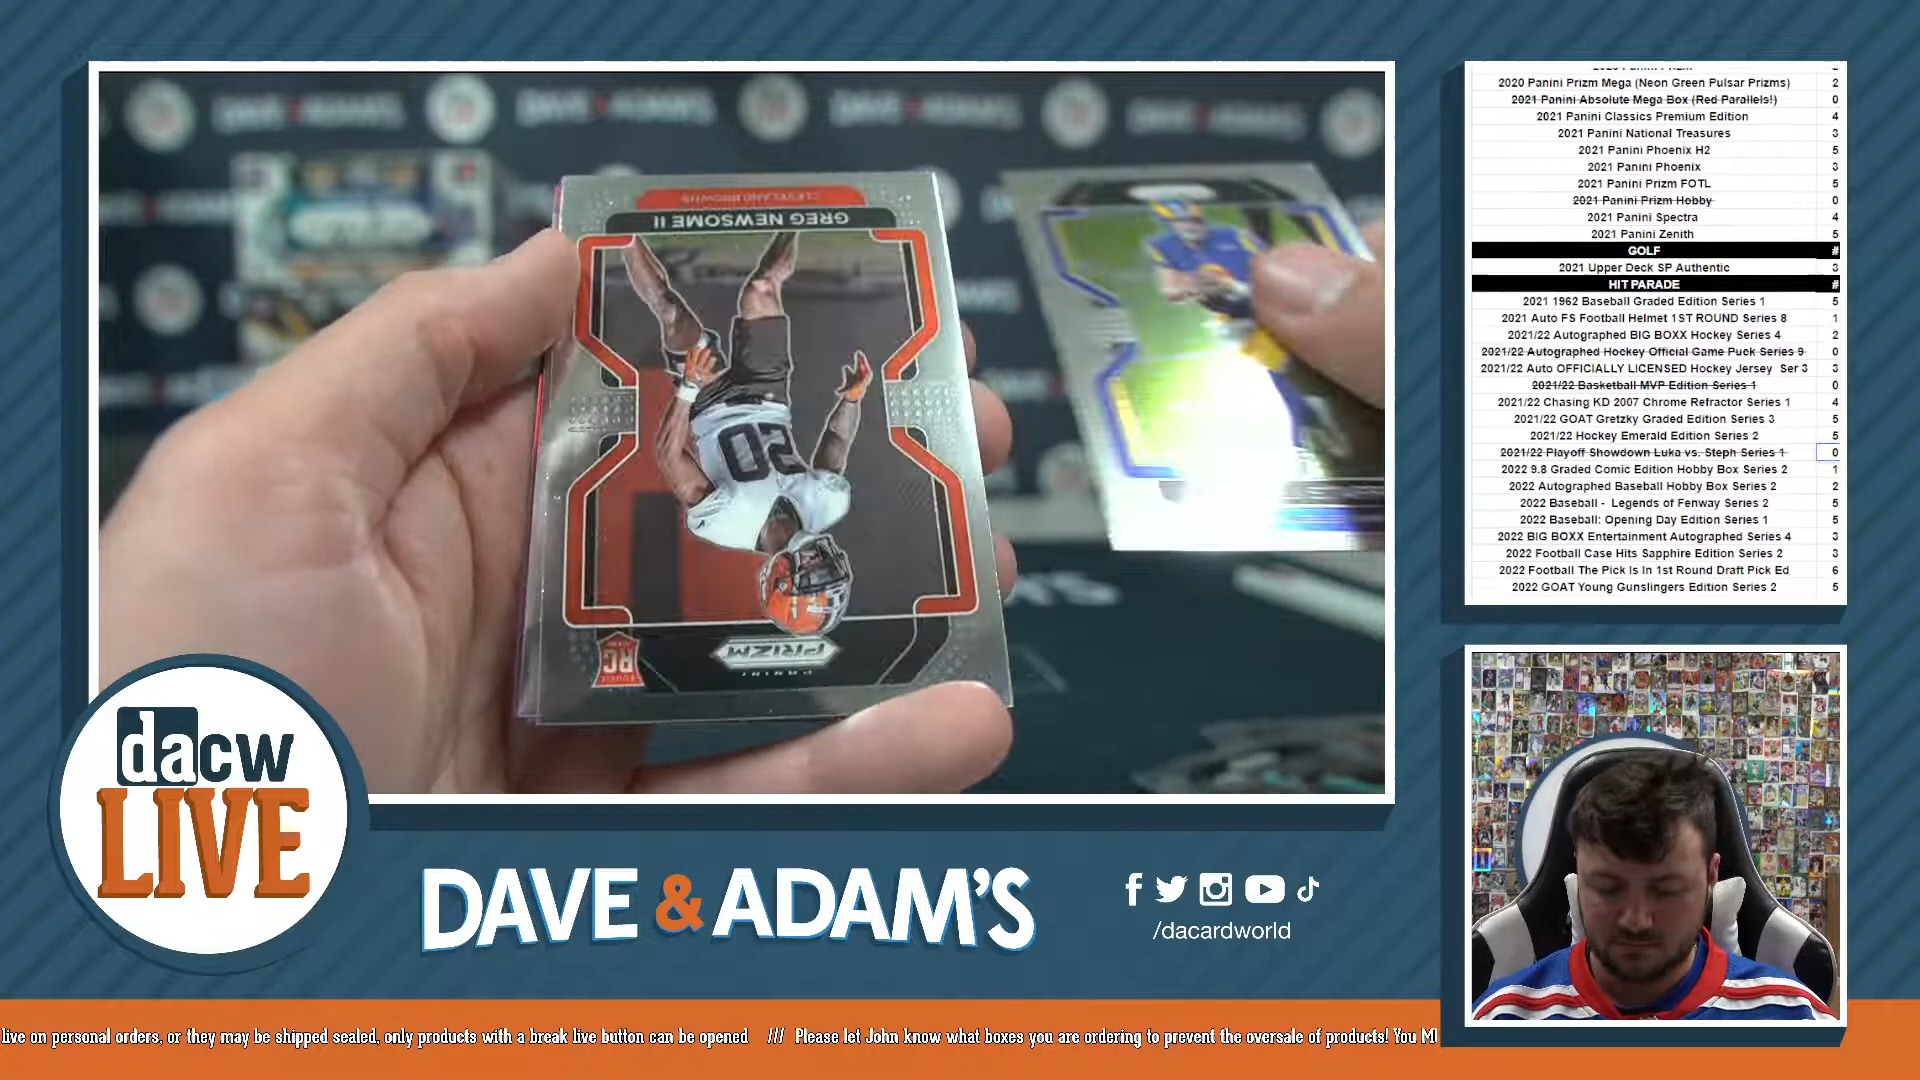 DAVE & ADAM'S
DAVE & ADAM'S
DAVE & ADAM'S
DAVE & ADAM'S
CLEVELAND BROWNS
GREG NEWSOME II
20
PANINI
PRIZM
ROOKIE
RC
dacw
LIVE
DAVE & ADAM'S
/dacardworld
live on personal orders, or they may be shipped sealed, only products with a break live button can be opened /// Please let John know what boxes you are ordering to prevent the oversale of products! You M
2020 Panini Prizm Mega (Neon Green Pulsar Prizms) 2
2021 Panini Absolute Mega Box (Red Parallels!) 0
2021 Panini Classics Premium Edition 4
2021 Panini National Treasures 3
2021 Panini Phoenix H2 5
2021 Panini Phoenix 3
2021 Panini Prizm FOTL 5
2021 Panini Prizm Hobby 0
2021 Panini Spectra 4
2021 Panini Zenith 5
GOLF #
2021 Upper Deck SP Authentic 3
HIT PARADE #
2021 1962 Baseball Graded Edition Series 1 5
2021 Auto FS Football Helmet 1ST ROUND Series 8 1
2021/22 Autographed BIG BOXX Hockey Series 4 2
2021/22 Autographed Hockey Official Game Puck Series 9 0
2021/22 Auto OFFICIALLY LICENSED Hockey Jersey Ser 3 3
2021/22 Basketball MVP Edition Series 1 0
2021/22 Chasing KD 2007 Chrome Refractor Series 1 4
2021/22 GOAT Gretzky Graded Edition Series 3 5
2021/22 Hockey Emerald Edition Series 2 5
2021/22 Playoff Showdown Luka vs. Steph Series 1 0
2022 9.8 Graded Comic Edition Hobby Box Series 2 1
2022 Autographed Baseball Hobby Box Series 2 2
2022 Baseball - Legends of Fenway Series 2 5
2022 Baseball: Opening Day Edition Series 1 5
2022 BIG BOXX Entertainment Autographed Series 4 3
2022 Football Case Hits Sapphire Edition Series 2 3
2022 Football The Pick Is In 1st Round Draft Pick Ed 6
2022 GOAT Young Gunslingers Edition Series 2 5